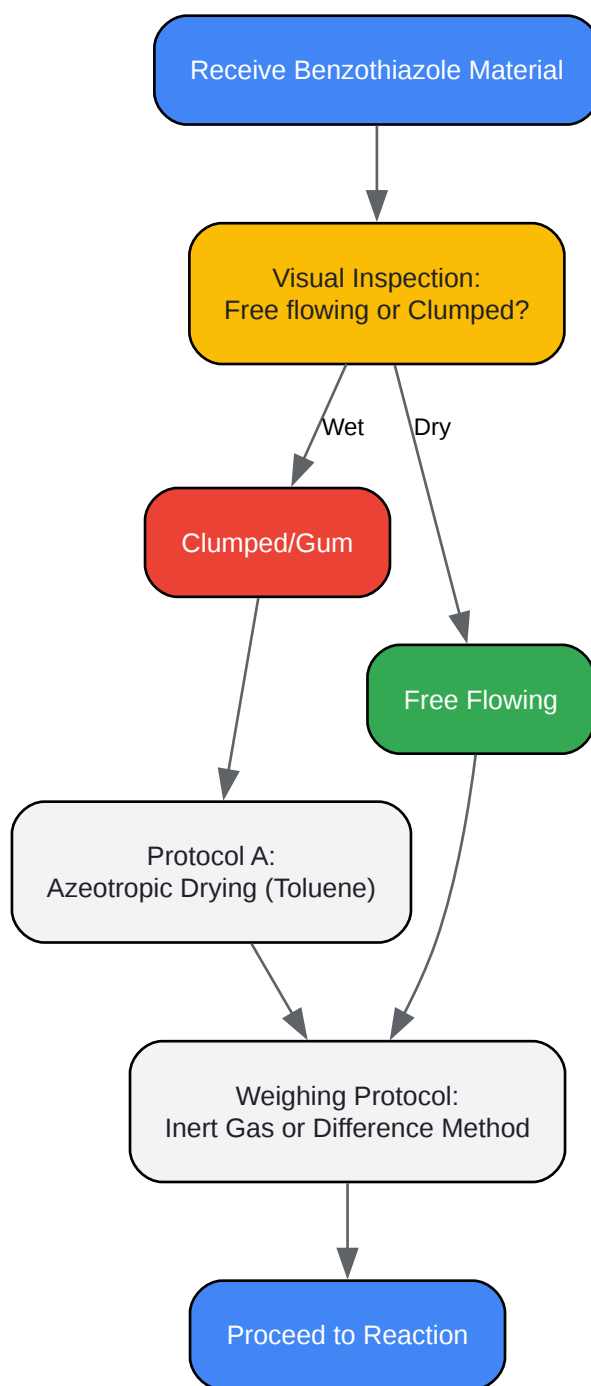 Receive Benzothiazole Material
Visual Inspection:
Free flowing or Clumped?
Wet
Dry
Clumped/Gum
Free Flowing
Protocol A:
Azeotropic Drying (Toluene)
Weighing Protocol:
Inert Gas or Difference Method
Proceed to Reaction